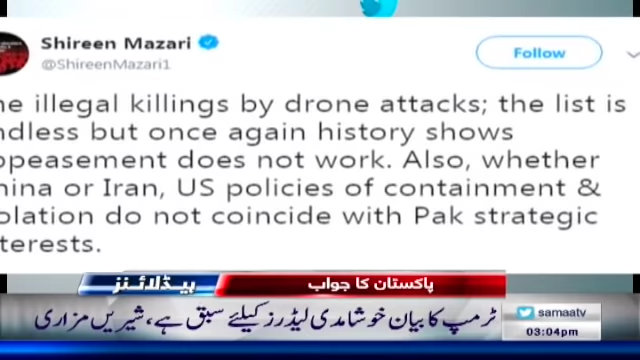 Shireen Mazari
@ShireenMazari1
Follow
he illegal killings by drone attacks; the list is
ndless but once again history shows
ppeasement does not work. Also, whether
hina or Iran, US policies of containment &
olation do not coincide with Pak strategic
terests.
ہیڈلائنز
پاکستان کا جواب
ٹرمپ کا بیان خوشامدی لیڈرز کیلئے سبق ہے، شیریں مزاری
samaatv
03:04pm